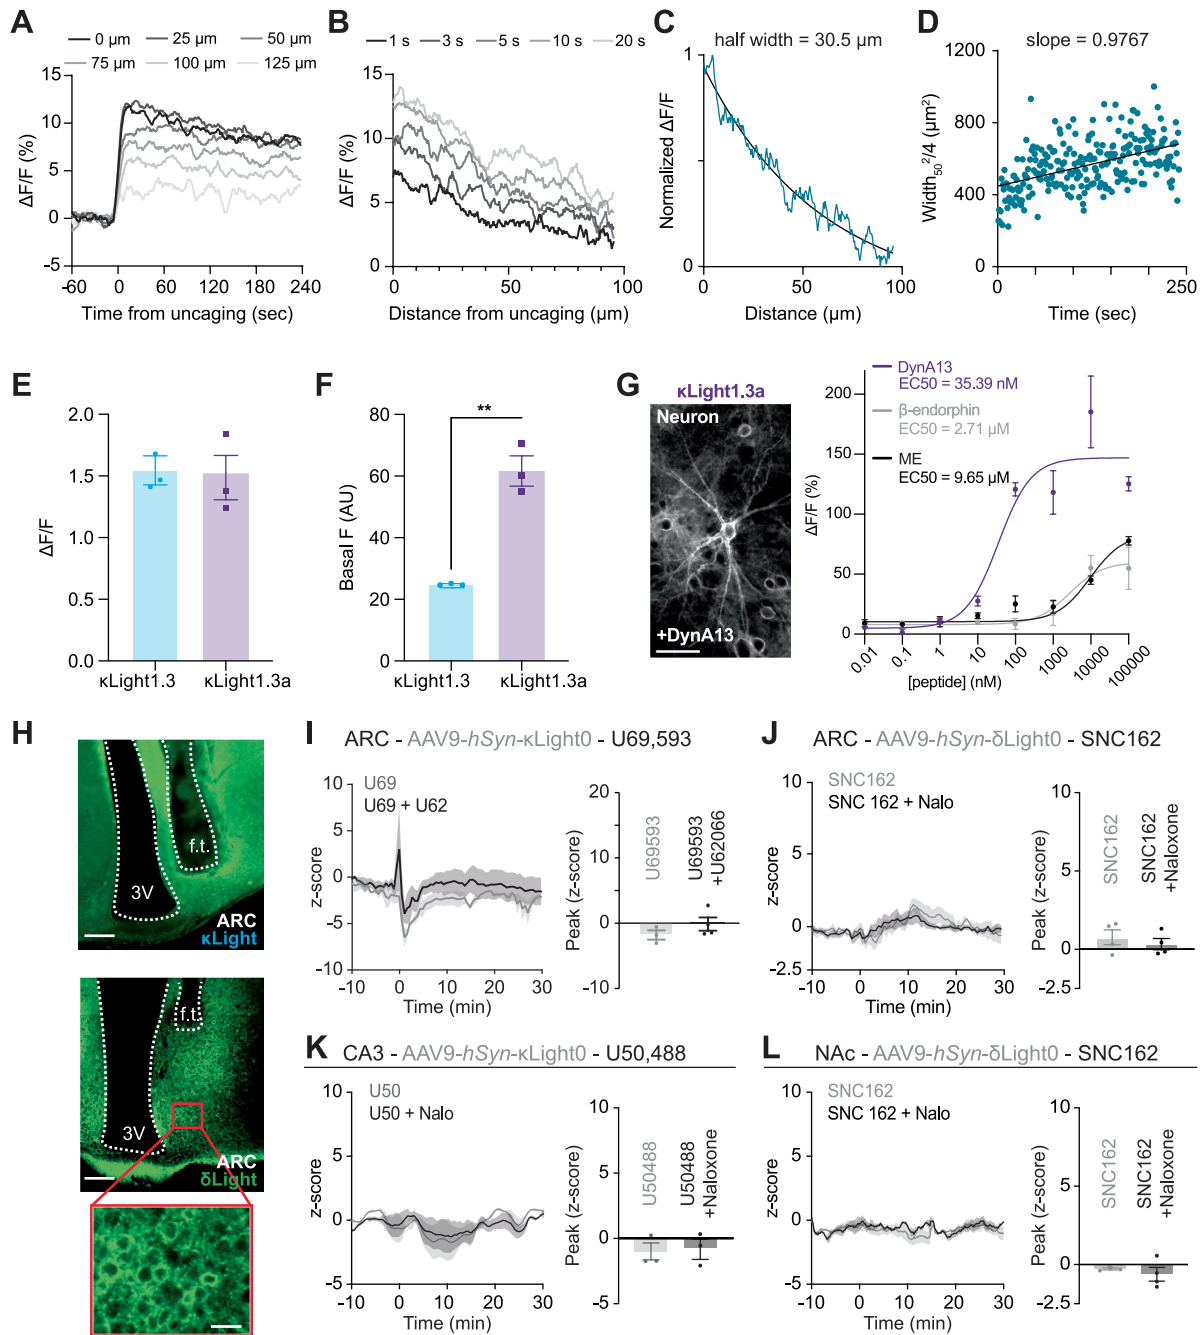 A
0 µm 25 µm 50 µm
75 µm 100 µm 125 µm
ΔF/F (%)
15
10
5
0
-5
-60 0 60 120 180 240
Time from uncaging (sec)
B
1 s 3 s 5 s 10 s 20 s
ΔF/F (%)
15
10
5
0
0 50 100
Distance from uncaging (µm)
C
half width = 30.5 µm
Normalized ΔF/F
1
0
0 50 100
Distance (µm)
D
slope = 0.9767
Width50²/4 (µm²)
1200
800
400
0
0 250
Time (sec)
E
ΔF/F
2.0
1.5
1.0
0.5
0.0
κLight1.3 κLight1.3a
F
**
Basal F (AU)
80
60
40
20
0
κLight1.3 κLight1.3a
G
κLight1.3a
Neuron
+DynA13
DynA13
EC50 = 35.39 nM
β-endorphin
EC50 = 2.71 µM
ME
EC50 = 9.65 µM
ΔF/F (%)
200
150
100
50
0
0.01 0.1 1 10 100 1000 10000 100000
[peptide] (nM)
H
f.t.
3V
ARC
κLight
f.t.
3V
ARC
δLight
I
ARC - AAV9-hSyn-κLight0 - U69,593
U69
U69 + U62
z-score
10
5
0
-5
-10
-10 0 10 20 30
Time (min)
Peak (z-score)
20
10
0
-10
U69593
U69593
+U62066
J
ARC - AAV9-hSyn-δLight0 - SNC162
SNC162
SNC 162 + Nalo
z-score
10
5
0
-2.5
-10 0 10 20 30
Time (min)
Peak (z-score)
10
5
0
-2.5
SNC162
SNC162
+Naloxone
K
CA3 - AAV9-hSyn-κLight0 - U50,488
U50
U50 + Nalo
z-score
10
5
0
-5
-10 0 10 20 30
Time (min)
Peak (z-score)
10
5
0
-5
U50488
U50488
+Naloxone
L
NAc - AAV9-hSyn-δLight0 - SNC162
SNC162
SNC 162 + Nalo
z-score
10
5
0
-5
-10 0 10 20 30
Time (min)
Peak (z-score)
10
5
0
-2.5
SNC162
SNC162
+Naloxone